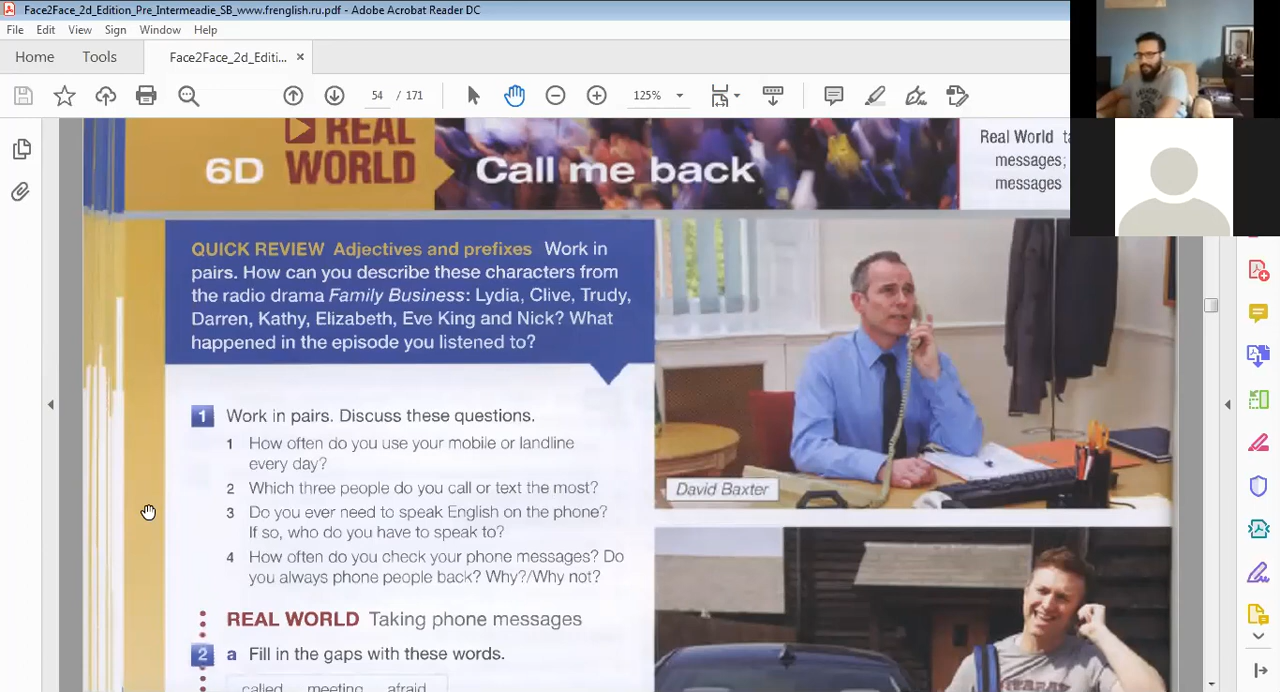 Face2Face_2d_Edition_Pre_Intermeadie_SB_www.frenglish.ru.pdf - Adobe Acrobat Reader DC
File Edit View Sign Window Help
Home Tools Face2Face_2d_Editi... ×
54 / 171 125%
REAL
6D WORLD Call me back
Real World
messages;
messages
QUICK REVIEW Adjectives and prefixes Work in
pairs. How can you describe these characters from
the radio drama Family Business: Lydia, Clive, Trudy,
Darren, Kathy, Elizabeth, Eve King and Nick? What
happened in the episode you listened to?
1 Work in pairs. Discuss these questions.
1 How often do you use your mobile or landline
every day?
2 Which three people do you call or text the most?
3 Do you ever need to speak English on the phone?
If so, who do you have to speak to?
4 How often do you check your phone messages? Do
you always phone people back? Why?/Why not?
David Baxter
REAL WORLD Taking phone messages
2 a Fill in the gaps with these words.
called meeting afraid